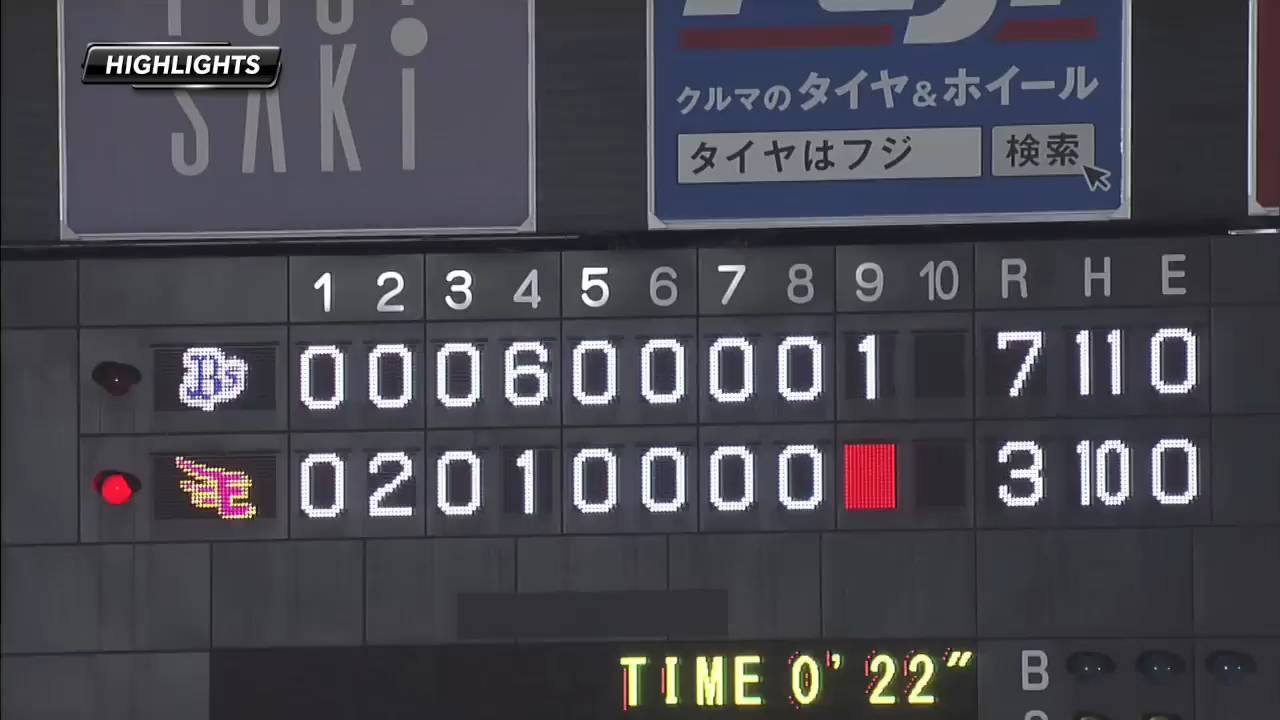 HIGHLIGHTS
SAKi
クルマのタイヤ&ホイール
タイヤはフジ 検索
1 2 3 4 5 6 7 8 9 10 R H E
Bs 0 0 0 6 0 0 0 0 1 7 11 0
E 0 2 0 1 0 0 0 0 3 10 0
TIME 0'22"
B